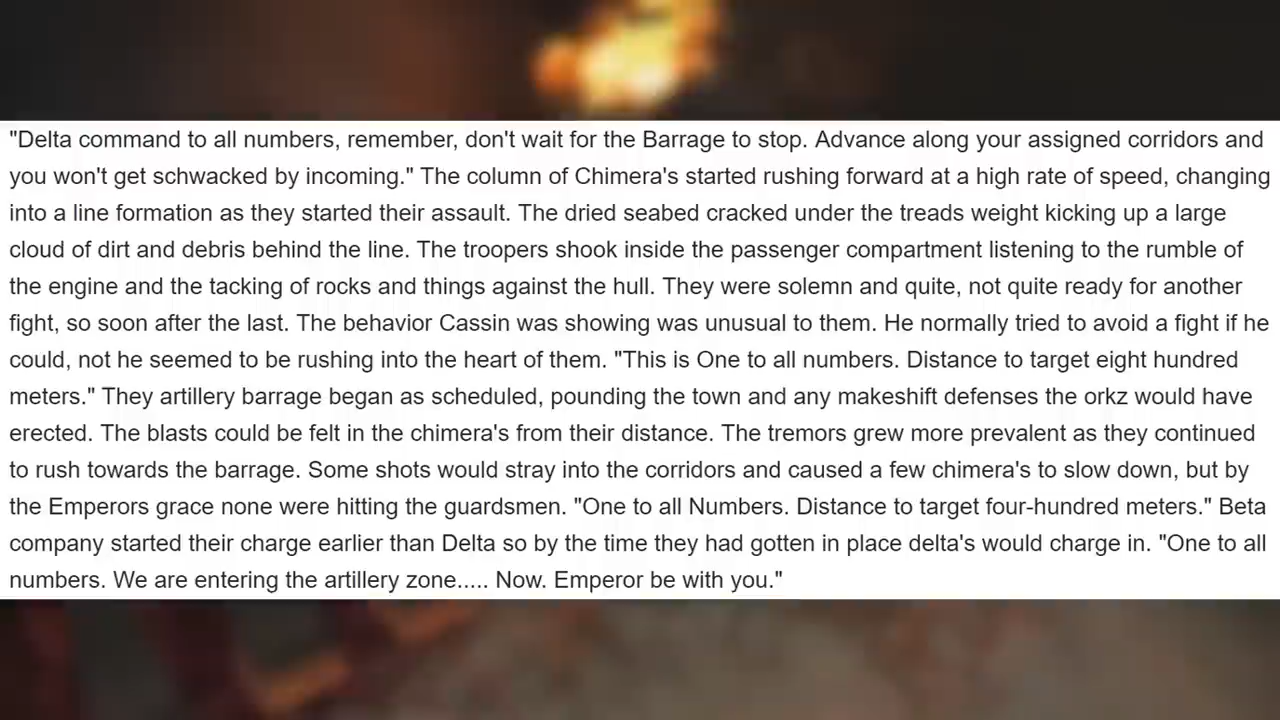 "Delta command to all numbers, remember, don't wait for the Barrage to stop. Advance along your assigned corridors and
you won't get schwacked by incoming." The column of Chimera's started rushing forward at a high rate of speed, changing
into a line formation as they started their assault. The dried seabed cracked under the treads weight kicking up a large
cloud of dirt and debris behind the line. The troopers shook inside the passenger compartment listening to the rumble of
the engine and the tacking of rocks and things against the hull. They were solemn and quite, not quite ready for another
fight, so soon after the last. The behavior Cassin was showing was unusual to them. He normally tried to avoid a fight if he
could, not he seemed to be rushing into the heart of them. "This is One to all numbers. Distance to target eight hundred
meters." They artillery barrage began as scheduled, pounding the town and any makeshift defenses the orkz would have
erected. The blasts could be felt in the chimera's from their distance. The tremors grew more prevalent as they continued
to rush towards the barrage. Some shots would stray into the corridors and caused a few chimera's to slow down, but by
the Emperors grace none were hitting the guardsmen. "One to all Numbers. Distance to target four-hundred meters." Beta
company started their charge earlier than Delta so by the time they had gotten in place delta's would charge in. "One to all
numbers. We are entering the artillery zone..... Now. Emperor be with you."